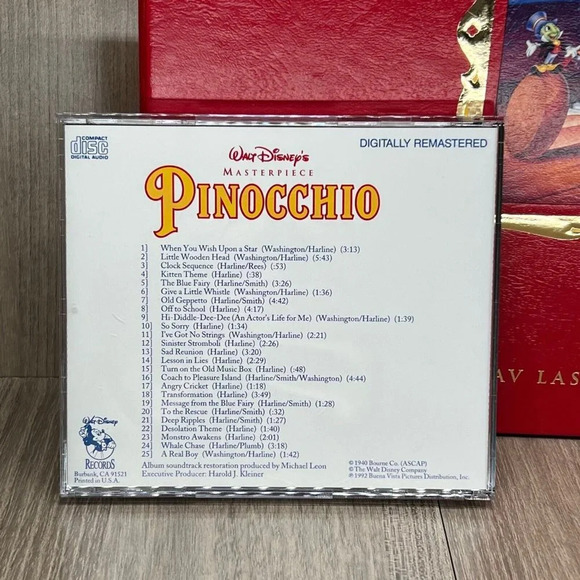 COMPACT
disc
DIGITAL AUDIO
DIGITALLY REMASTERED
WALT DISNEY'S
MASTERPIECE
PINOCCHIO
1] When You Wish Upon a Star (Washington/Harline) (3:13)
2] Little Wooden Head (Washington/Harline) (5:43)
3] Clock Sequence (Harline/Rees) (:53)
4] Kitten Theme (Harline) (:38)
5] The Blue Fairy (Harline/Smith) (3:26)
6] Give a Little Whistle (Washington/Harline) (1:36)
7] Old Geppetto (Harline/Smith) (4:42)
8] Off to School (Harline) (4:17)
9] Hi-Diddle-Dee-Dee (An Actor's Life for Me) (Washington/Harline) (1:39)
10] So Sorry (Harline) (1:34)
11] I've Got No Strings (Washington/Harline) (2:21)
12] Sinister Stromboli (Harline) (2:26)
13] Sad Reunion (Harline) (3:20)
14] Lesson in Lies (Harline) (2:29)
15] Turn on the Old Music Box (Harline) (:48)
16] Coach to Pleasure Island (Harline/Smith/Washington) (4:44)
17] Angry Cricket (Harline) (1:18)
18] Transformation (Harline) (3:49)
19] Message from the Blue Fairy (Harline/Smith) (1:28)
20] To the Rescue (Harline/Smith) (:32)
21] Deep Ripples (Harline/Smith) (1:27)
22] Desolation Theme (Harline) (1:40)
23] Monstro Awakens (Harline) (2:01)
24] Whale Chase (Harline/Plumb) (3:18)
25] A Real Boy (Washington/Harline) (1:42)
Album soundtrack restoration produced by Michael Leon
Executive Producer: Harold J. Kleiner
WALT DISNEY
RECORDS
Burbank, CA 91521
Printed in U.S.A.
© 1940 Bourne Co. (ASCAP)
© The Walt Disney Company
℗ 1992 Buena Vista Pictures Distribution, Inc.
AV LAS